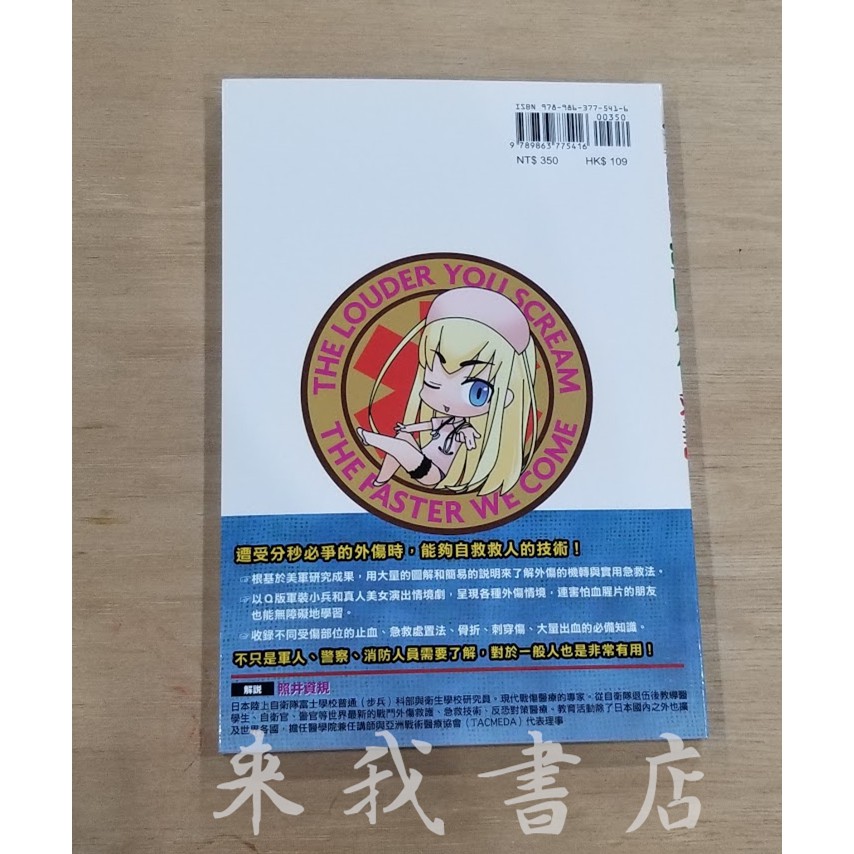 ISBN 978-986-377-541-6
00350
9 789863 775416
NT$ 350 HK$ 109
THE LOUDER YOU SCREAM
THE FASTER WE COME
遭受分秒必爭的外傷時，能夠自救救人的技術！
☞根基於美軍研究成果，用大量的圖解和簡易的說明來了解外傷的機轉與實用急救法。
☞以Q版軍裝小兵和真人美女演出情境劇，呈現各種外傷情境，連害怕血腥片的朋友
也能無障礙地學習。
☞收錄不同受傷部位的止血、急救處置法、骨折、刺穿傷、大量出血的必備知識。
不只是軍人、警察、消防人員需要了解，對於一般人也是非常有用！
解説 照井資規
日本陸上自衛隊富士學校普通（步兵）科部與衛生學校研究員，現代戰傷醫療的專家。從自衛隊退伍後教導醫
學生、自衛官、警官等世界最新的戰鬥外傷救護、急救技術、反恐對策醫療。教育活動除了日本國內之外也擴
及世界各國，擔任醫學院兼任講師與亞洲戰術醫療協會（TACMEDA）代表理事
来我書店